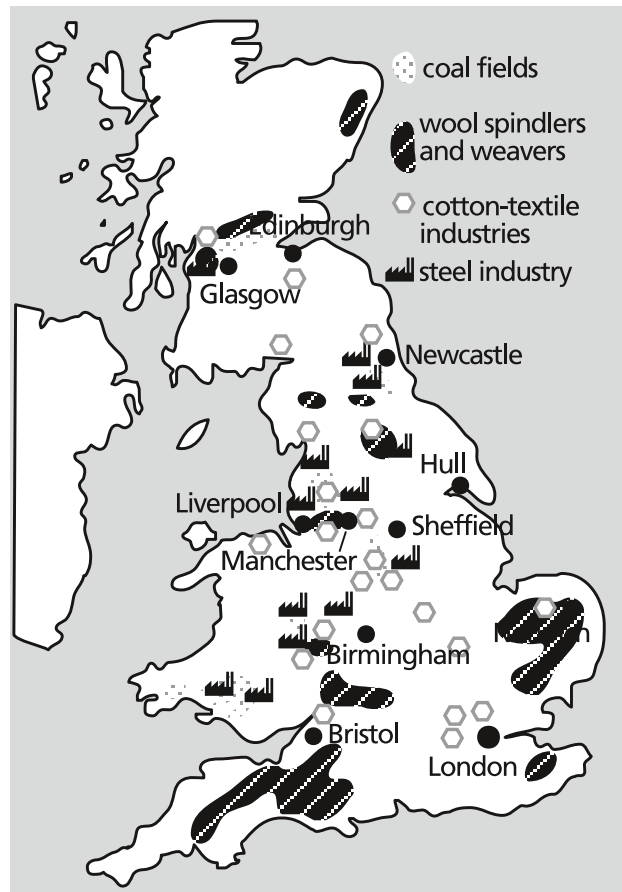 coal fields
wool spindlers
and weavers
cotton-textile
industries
steel industry
Edinburgh
Glasgow
Newcastle
Hull
Liverpool
Sheffield
Manchester
Birmingham
Bristol
London